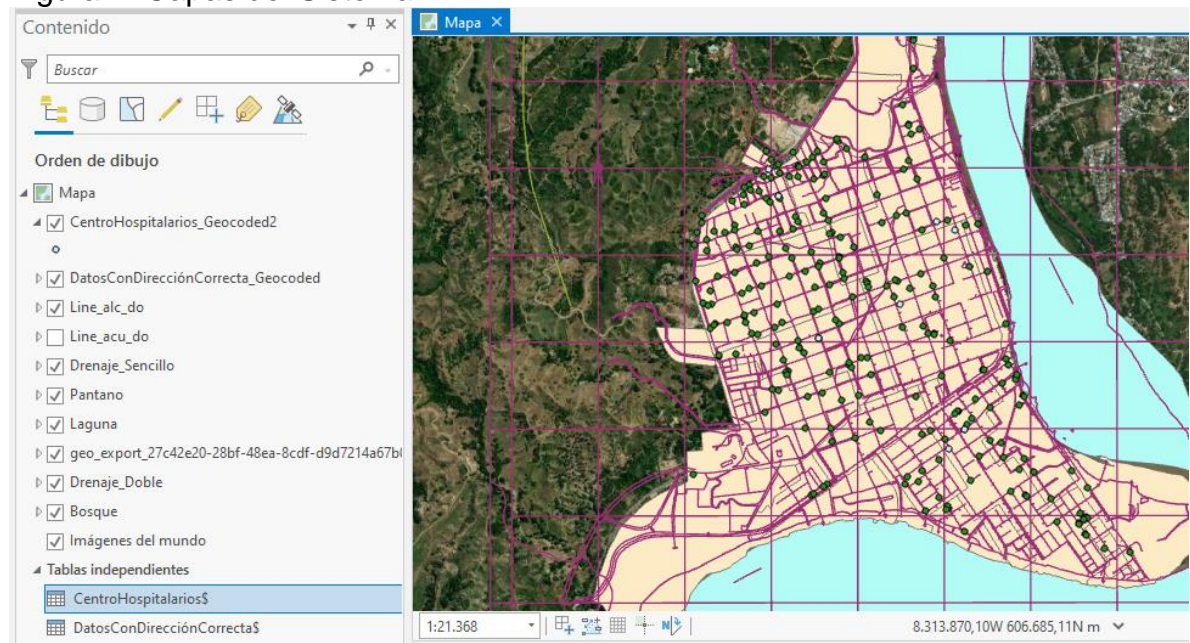 Contenido
Buscar
Orden de dibujo
Mapa
CentroHospitalarios_Geocoded2
DatosConDirecciónCorrecta_Geocoded
Line_alc_do
Line_acu_do
Drenaje_Sencillo
Pantano
Laguna
geo_export_27c42e20-28bf-48ea-8cdf-d9d7214a67b
Drenaje_Doble
Bosque
Imágenes del mundo
Tablas independientes
CentroHospitalarios$
DatosConDirecciónCorrecta$
Mapa
1:21.368
8.313.870,10W 606.685,11N m